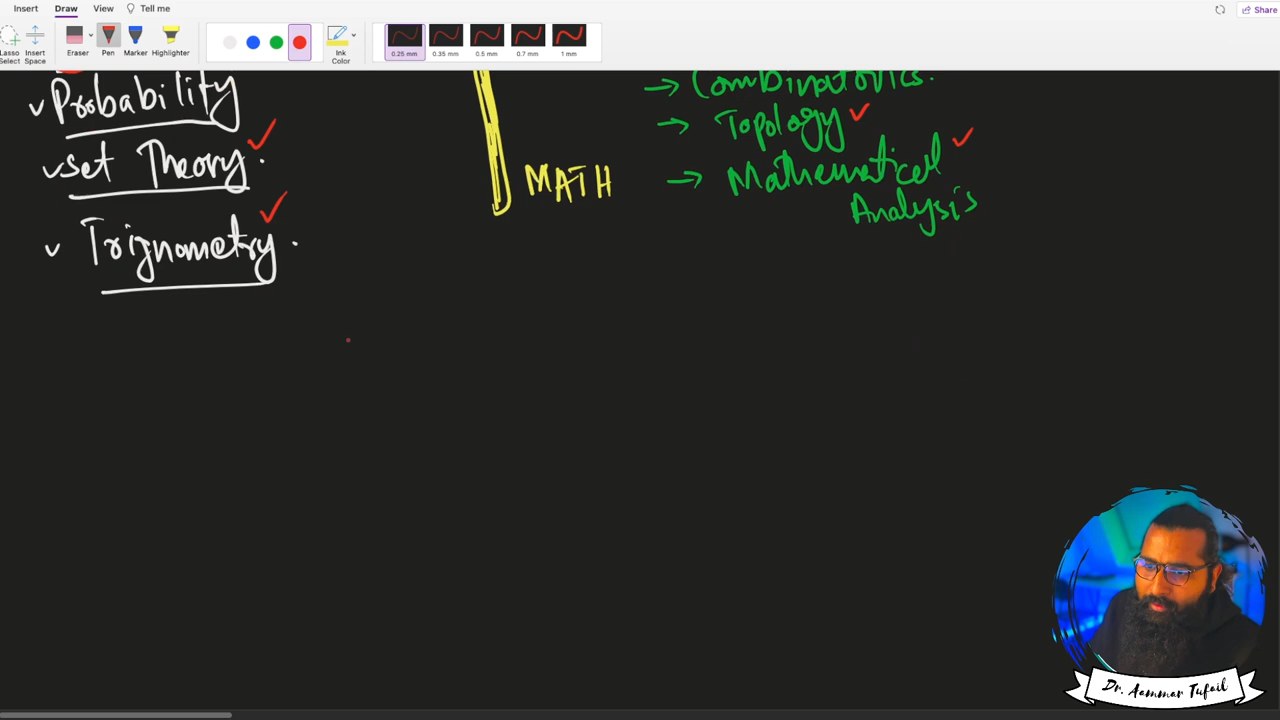 Insert Draw View Tell me
Share
Lasso Select
Insert Space
Eraser
Pen
Marker
Highlighter
Ink Color
0.25 mm
0.35 mm
0.5 mm
0.7 mm
1 mm
Probability
Set Theory.
Trignometry.
MATH
→ Combinatorics.
→ Topology
→ Mathematical
Analysis
Dr. Aammar Tufail